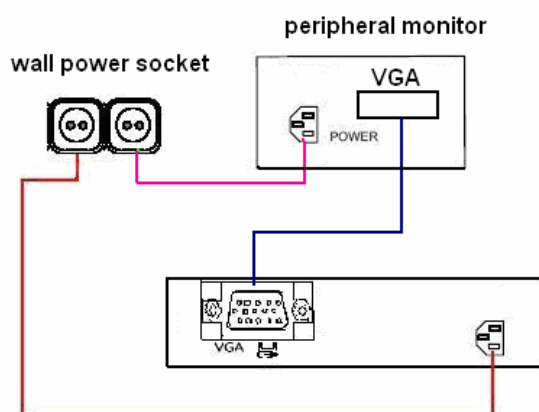 peripheral monitor
wall power socket
VGA
POWER
VGA